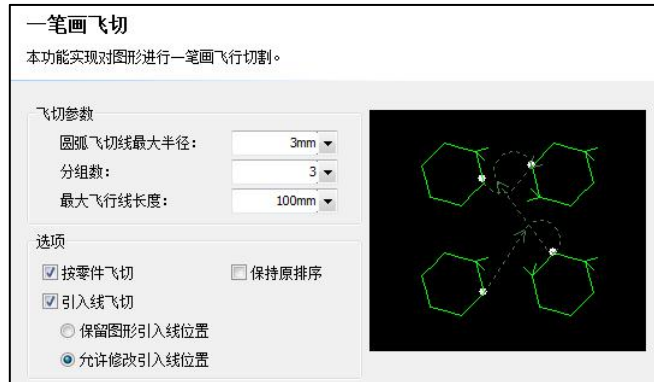 一笔画飞切
本功能实现对图形进行一笔画飞行切割。
飞切参数
圆弧飞切线最大半径： 3mm
分组数： 3
最大飞行线长度： 100mm
选项
按零件飞切 保持原排序
引入线飞切
保留图形引入线位置
允许修改引入线位置